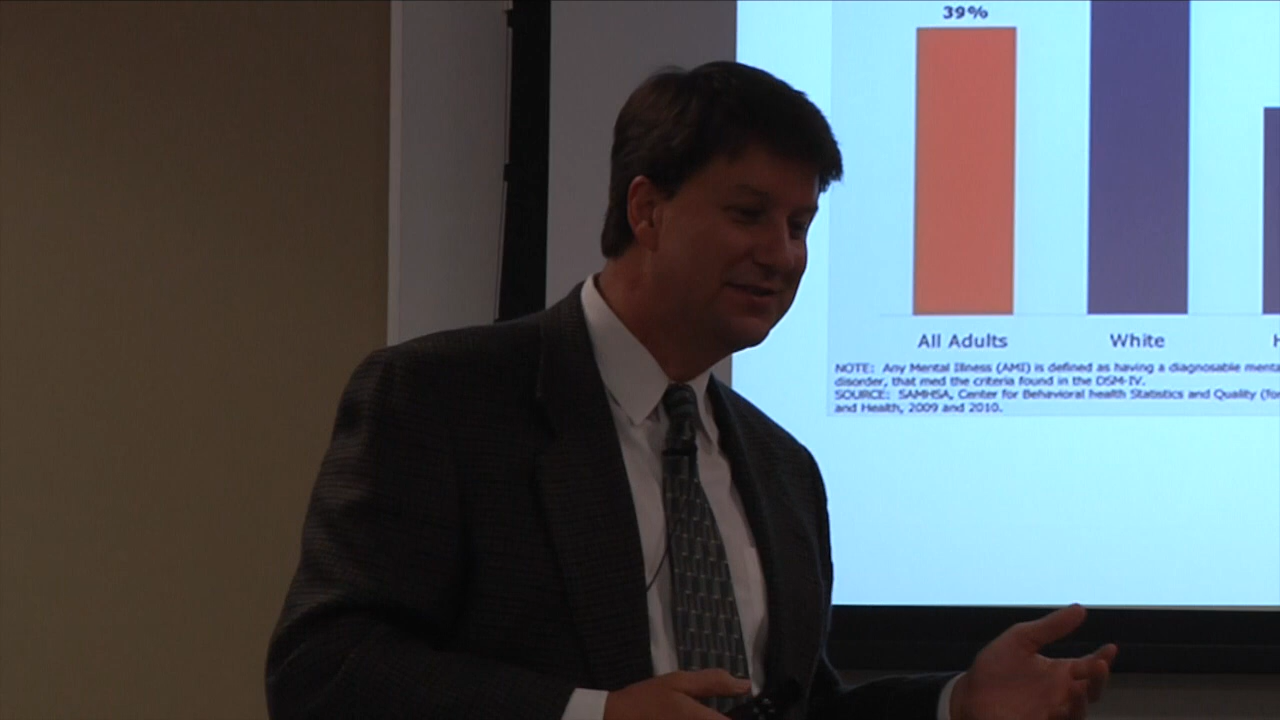 39%
All Adults White H
NOTE: Any Mental Illness (AMI) is defined as having a diagnosable menta
disorder, that med the criteria found in the DSM-IV.
SOURCE: SAMHSA, Center for Behavioral health Statistics and Quality (fo
and Health, 2009 and 2010.